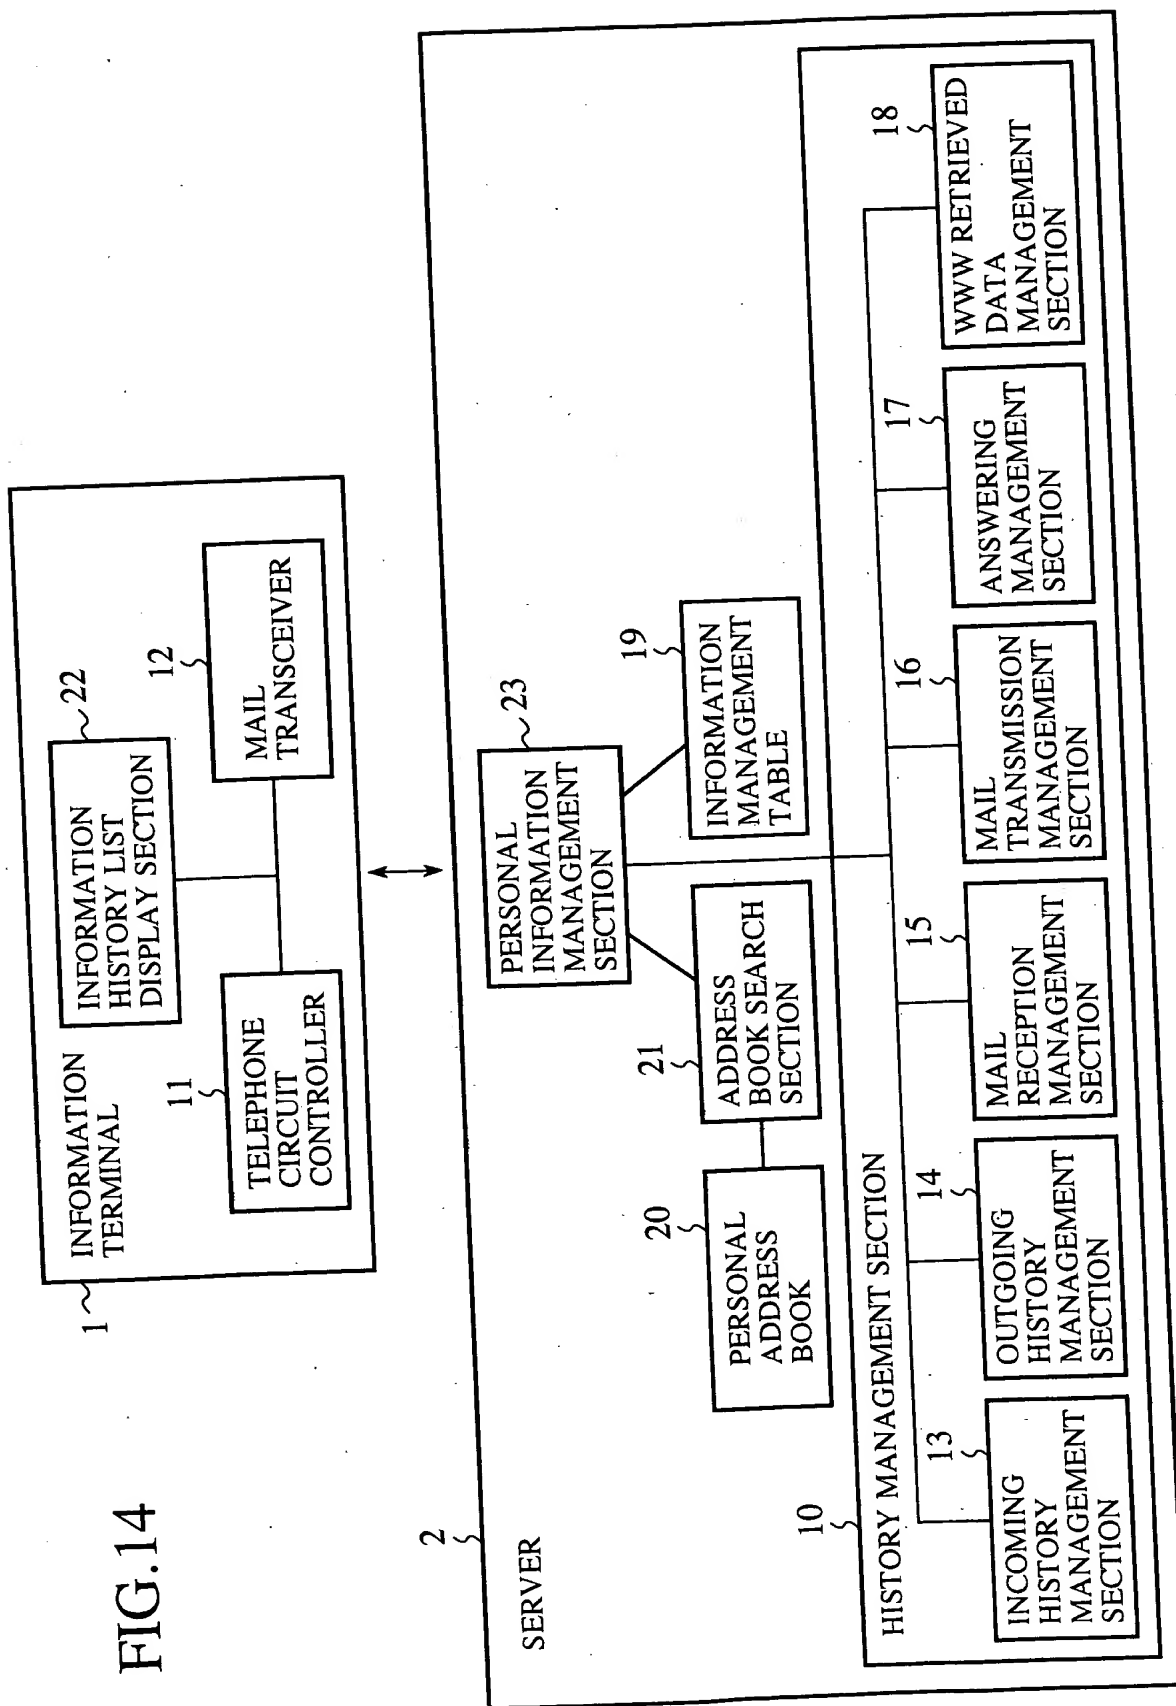 FIG.14
1
INFORMATION
TERMINAL
22
INFORMATION
HISTORY LIST
DISPLAY SECTION
11
TELEPHONE
CIRCUIT
CONTROLLER
12
MAIL
TRANSCEIVER
2
SERVER
23
PERSONAL
INFORMATION
MANAGEMENT
SECTION
20
PERSONAL
ADDRESS
BOOK
21
ADDRESS
BOOK SEARCH
SECTION
19
INFORMATION
MANAGEMENT
TABLE
10
HISTORY MANAGEMENT SECTION
13
INCOMING
HISTORY
MANAGEMENT
SECTION
14
OUTGOING
HISTORY
MANAGEMENT
SECTION
15
MAIL
RECEPTION
MANAGEMENT
SECTION
16
MAIL
TRANSMISSION
MANAGEMENT
SECTION
17
ANSWERING
MANAGEMENT
SECTION
18
WWW RETRIEVED
DATA
MANAGEMENT
SECTION